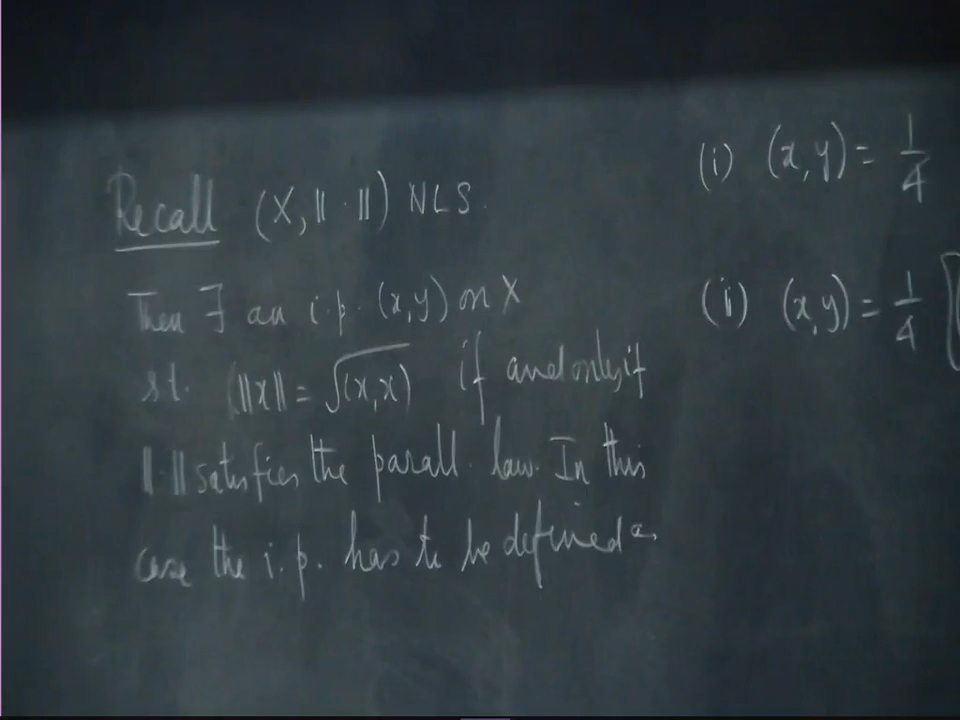 Recall (X, ||·||) NLS.
Then ∃ an i.p. (x,y) on X
s.t. (||x|| = √(x,x) if and only if
||·|| satisfies the parall. law. In this
case the i.p. has to be defined as
(i) (x,y) = 1/4
(ii) (x,y) = 1/4 [